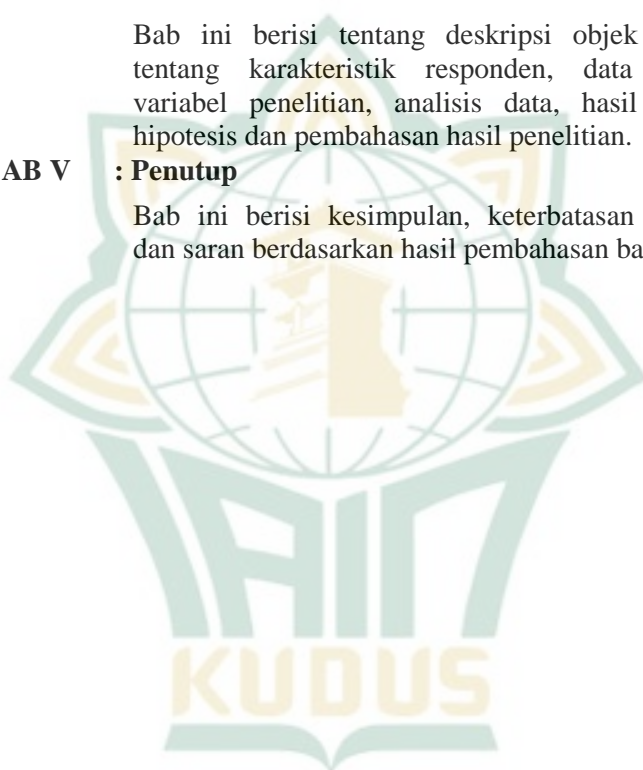 Bab ini berisi tentang deskripsi objek
tentang karakteristik responden, data
variabel penelitian, analisis data, hasil
hipotesis dan pembahasan hasil penelitian.
AB V : Penutup
Bab ini berisi kesimpulan, keterbatasan
dan saran berdasarkan hasil pembahasan ba
IAIN
KUDUS